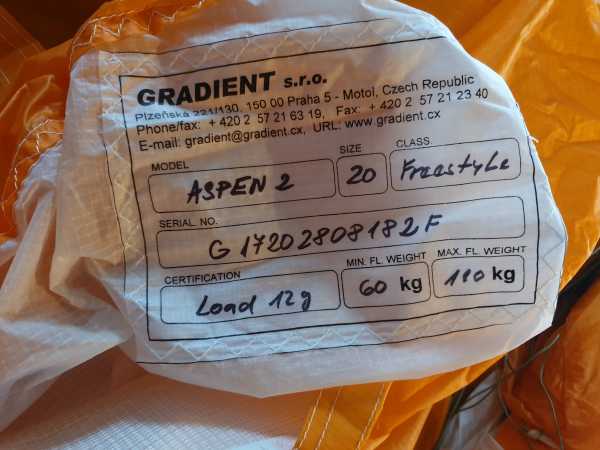 GRADIENT s.r.o.
Plzeňská 221/130, 150 00 Praha 5 - Motol, Czech Republic
Phone/fax: + 420 2 57 21 63 19, Fax: + 420 2 57 21 23 40
E-mail: gradient@gradient.cx, URL: www.gradient.cx
MODEL SIZE CLASS
ASPEN 2 20 Freestyle
SERIAL. NO.
G17202808182F
CERTIFICATION MIN. FL. WEIGHT MAX. FL. WEIGHT
Load 12g 60 kg 110 kg